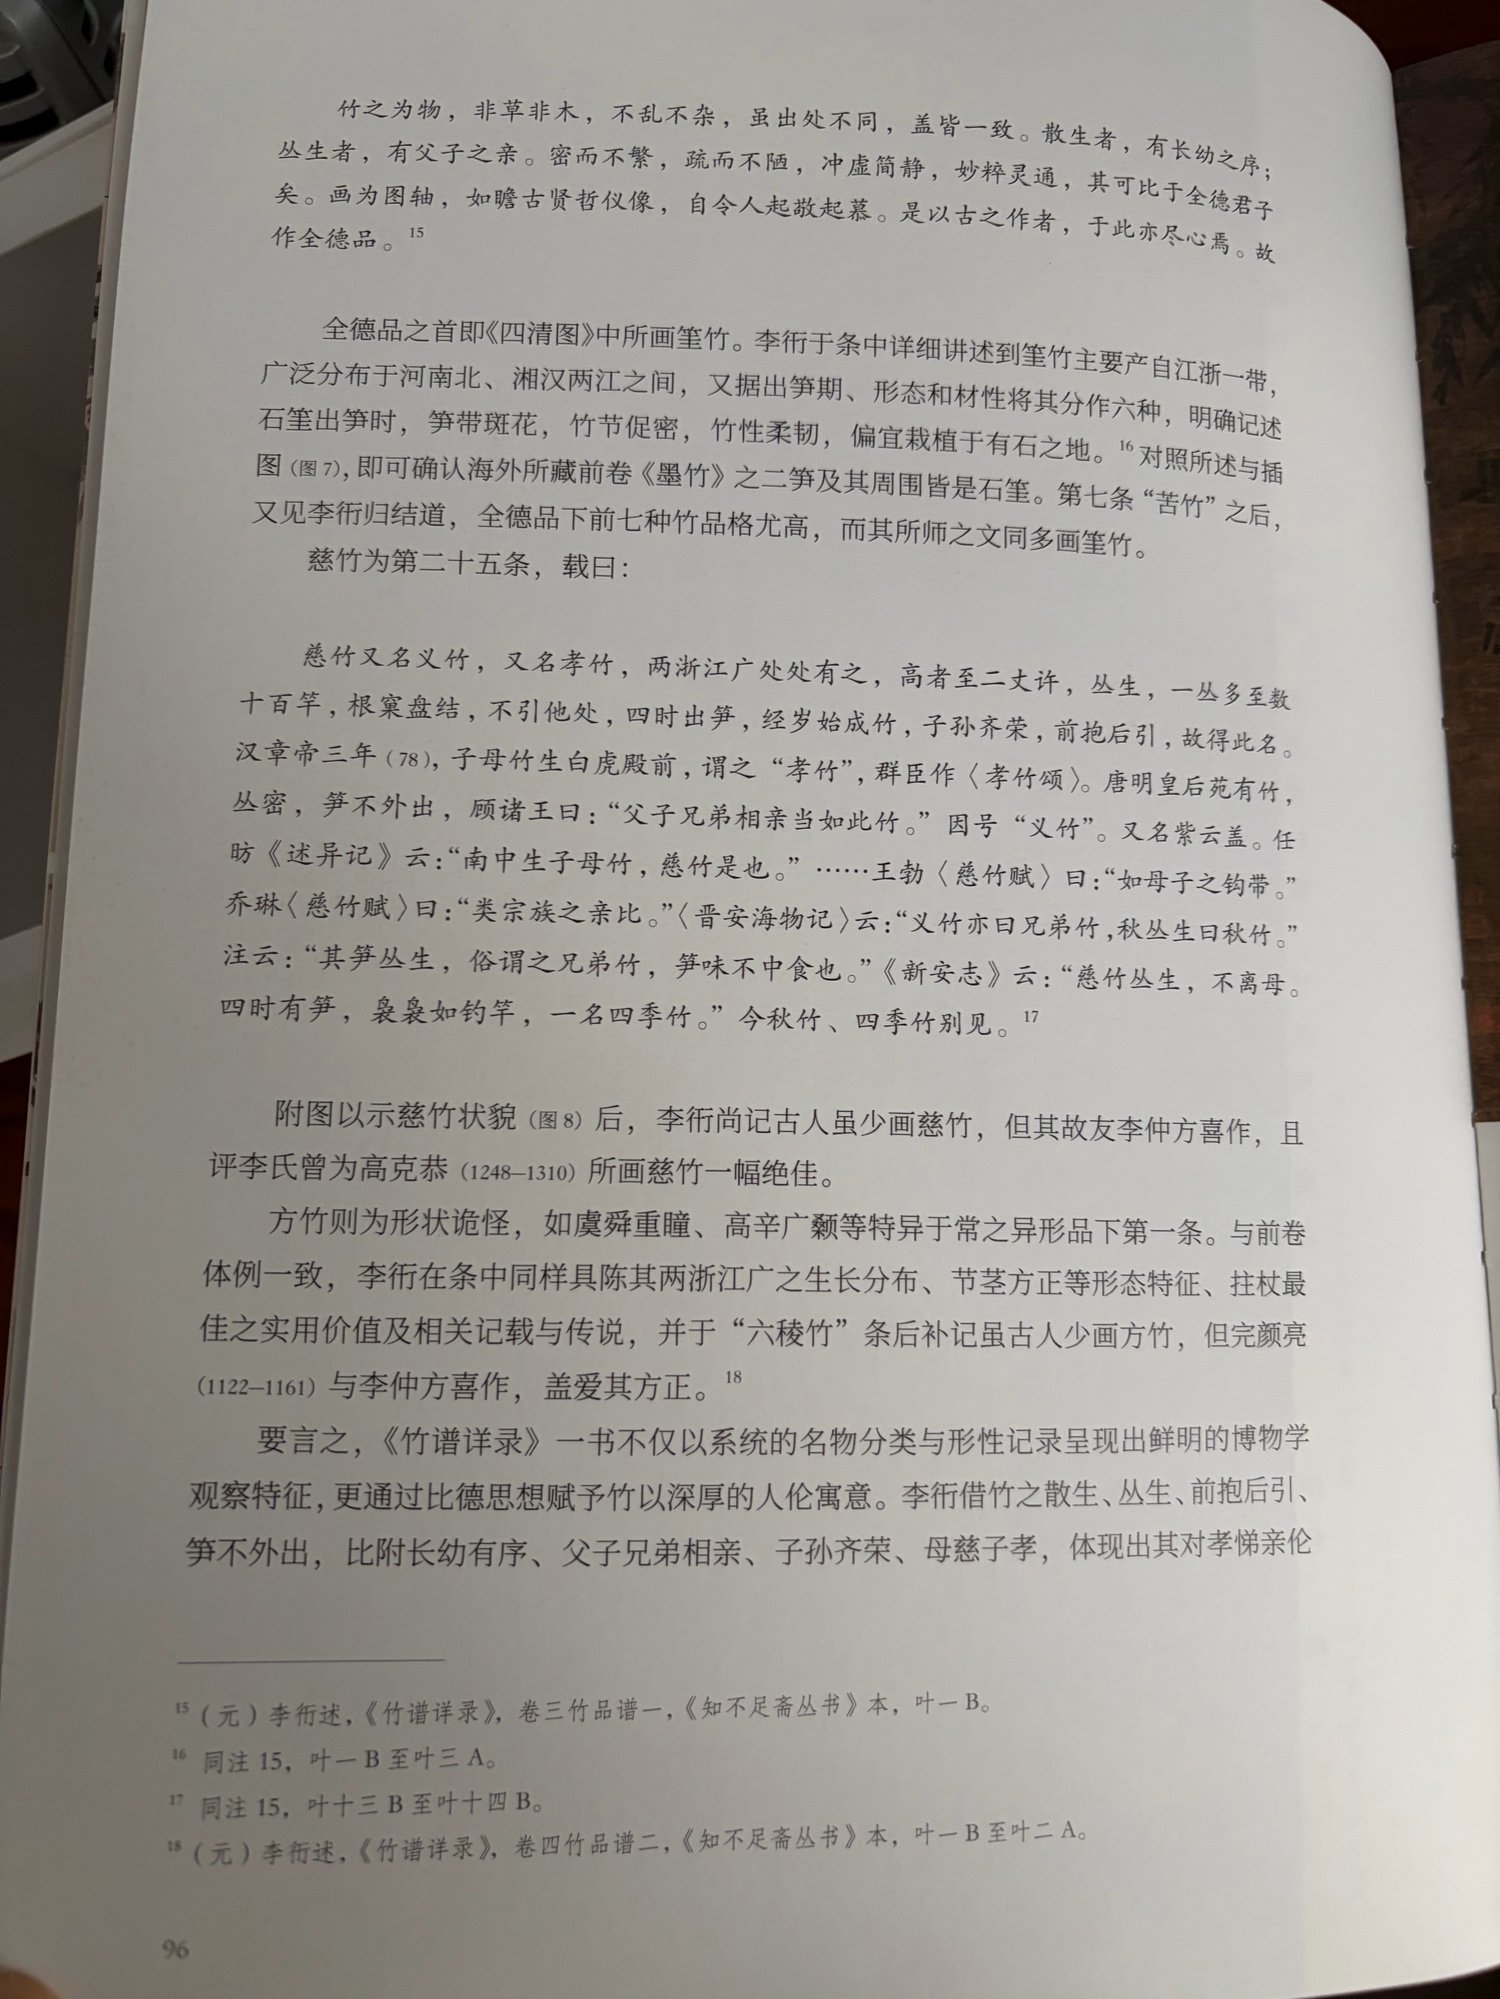 竹之为物，非草非木，不乱不杂，虽出处不同，盖皆一致。散生者，有长幼之序；
丛生者，有父子之亲。密而不繁，疏而不陋，冲虚简静，妙粹灵通，其可比于全德君子
矣。画为图轴，如瞻古贤哲仪像，自令人起敬起慕。是以古之作者，于此亦尽心焉。故
作全德品。15
全德品之首即《四清图》中所画筀竹。李衎于条中详细讲述到筀竹主要产自江浙一带，
广泛分布于河南北、湘汉两江之间，又据出笋期、形态和材性将其分作六种，明确记述
石筀出笋时，笋带斑花，竹节促密，竹性柔韧，偏宜栽植于有石之地。16 对照所述与插
图（图 7），即可确认海外所藏前卷《墨竹》之二笋及其周围皆是石筀。第七条“苦竹”之后，
又见李衎归结道，全德品下前七种竹品格尤高，而其所师之文同多画筀竹。
慈竹为第二十五条，载曰：
慈竹又名义竹，又名孝竹，两浙江广处处有之，高者至二丈许，丛生，一丛多至数
十百竿，根窠盘结，不引他处，四时出笋，经岁始成竹，子孙齐荣，前抱后引，故得此名。
汉章帝三年（78），子母竹生白虎殿前，谓之“孝竹”，群臣作〈孝竹颂〉。唐明皇后苑有竹，
丛密，笋不外出，顾诸王曰：“父子兄弟相亲当如此竹。”因号“义竹”。又名紫云盖。任
昉《述异记》云：“南中生子母竹，慈竹是也。”……王勃〈慈竹赋〉曰：“如母子之钩带。”
乔琳〈慈竹赋〉曰：“类宗族之亲比。”〈晋安海物记〉云：“义竹亦曰兄弟竹，秋丛生曰秋竹。”
注云：“其笋丛生，俗谓之兄弟竹，笋味不中食也。”《新安志》云：“慈竹丛生，不离母。
四时有笋，袅袅如钓竿，一名四季竹。”今秋竹、四季竹别见。17
附图以示慈竹状貌（图 8）后，李衎尚记古人虽少画慈竹，但其故友李仲方喜作，且
评李氏曾为高克恭（1248—1310）所画慈竹一幅绝佳。
方竹则为形状诡怪，如虞舜重瞳、高辛广颡等特异于常之异形品下第一条。与前卷
体例一致，李衎在条中同样具陈其两浙江广之生长分布、节茎方正等形态特征、拄杖最
佳之实用价值及相关记载与传说，并于“六稜竹”条后补记虽古人少画方竹，但完颜亮
（1122—1161）与李仲方喜作，盖爱其方正。18
要言之，《竹谱详录》一书不仅以系统的名物分类与形性记录呈现出鲜明的博物学
观察特征，更通过比德思想赋予竹以深厚的人伦寓意。李衎借竹之散生、丛生、前抱后引、
笋不外出，比附长幼有序、父子兄弟相亲、子孙齐荣、母慈子孝，体现出其对孝悌亲伦
15（元）李衎述，《竹谱详录》，卷三竹品谱一，《知不足斋丛书》本，叶一 B。
16 同注 15，叶一 B 至叶三 A。
17 同注 15，叶十三 B 至叶十四 B。
18（元）李衎述，《竹谱详录》，卷四竹品谱二，《知不足斋丛书》本，叶一 B 至叶二 A。
96